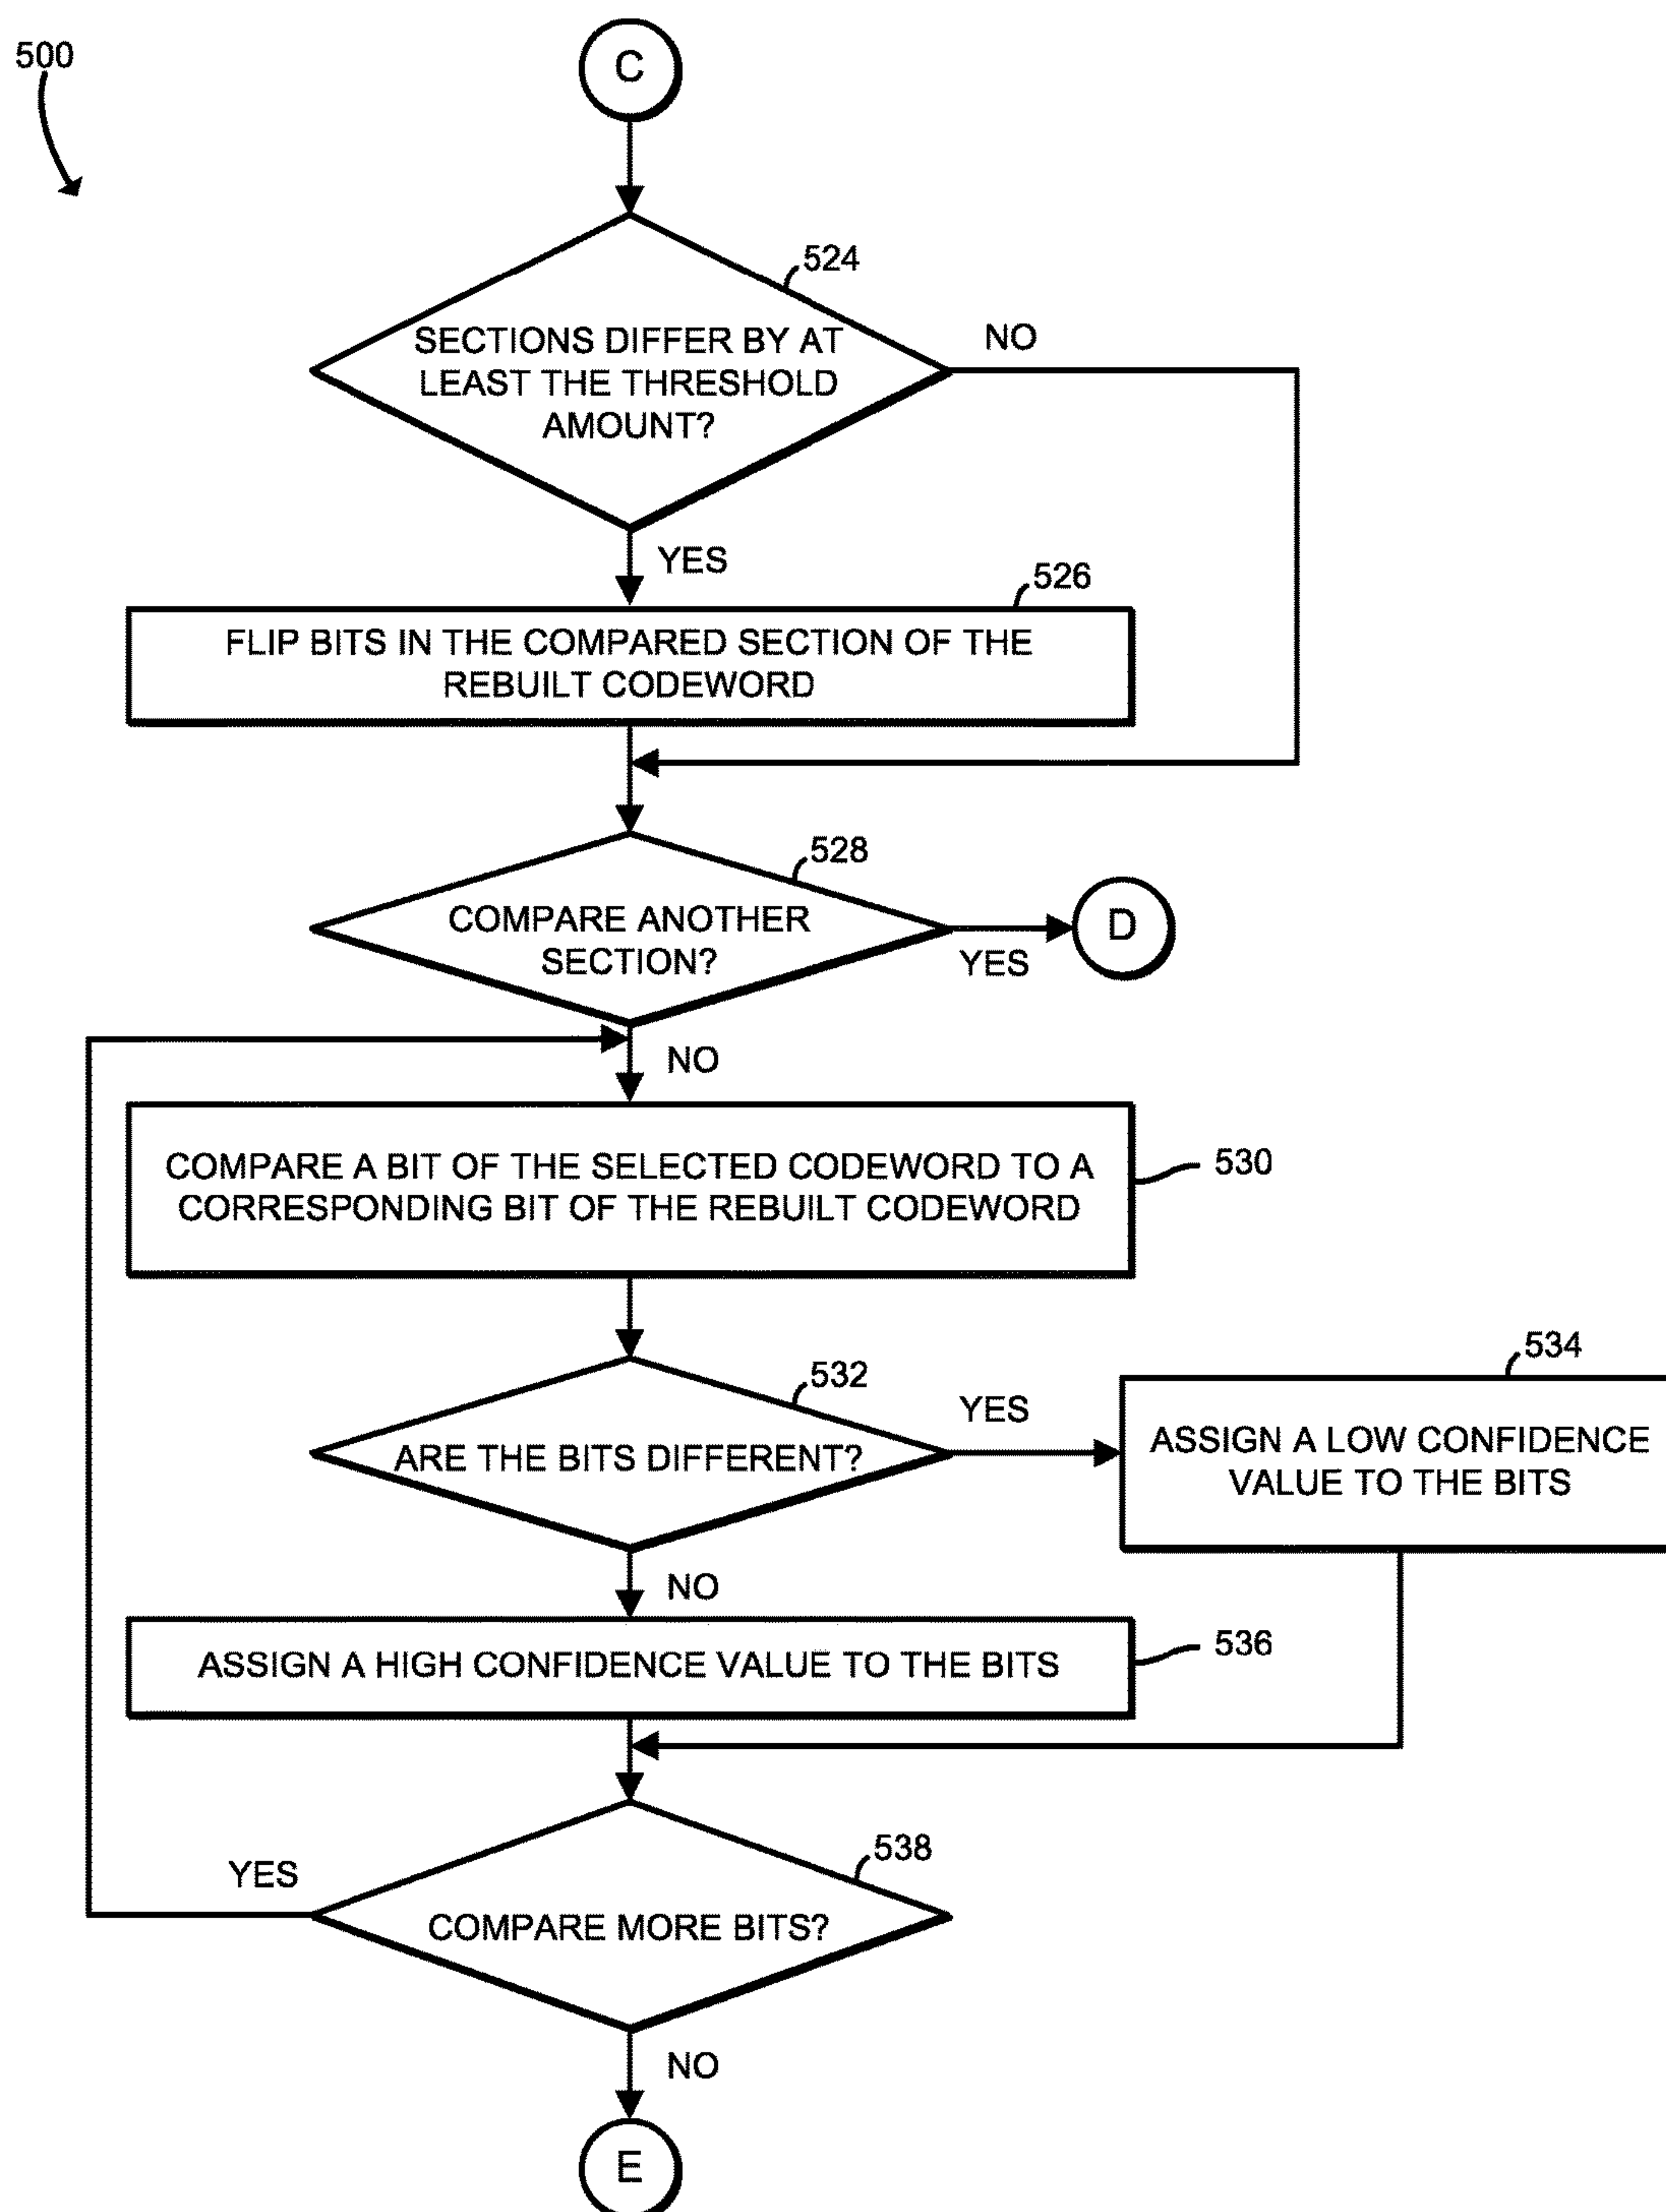 500
C
524
SECTIONS DIFFER BY AT
LEAST THE THRESHOLD
AMOUNT?
NO
YES
526
FLIP BITS IN THE COMPARED SECTION OF THE
REBUILT CODEWORD
528
COMPARE ANOTHER
SECTION?
YES
D
NO
COMPARE A BIT OF THE SELECTED CODEWORD TO A
CORRESPONDING BIT OF THE REBUILT CODEWORD
530
532
ARE THE BITS DIFFERENT?
YES
534
ASSIGN A LOW CONFIDENCE
VALUE TO THE BITS
NO
ASSIGN A HIGH CONFIDENCE VALUE TO THE BITS
536
538
YES
COMPARE MORE BITS?
NO
E